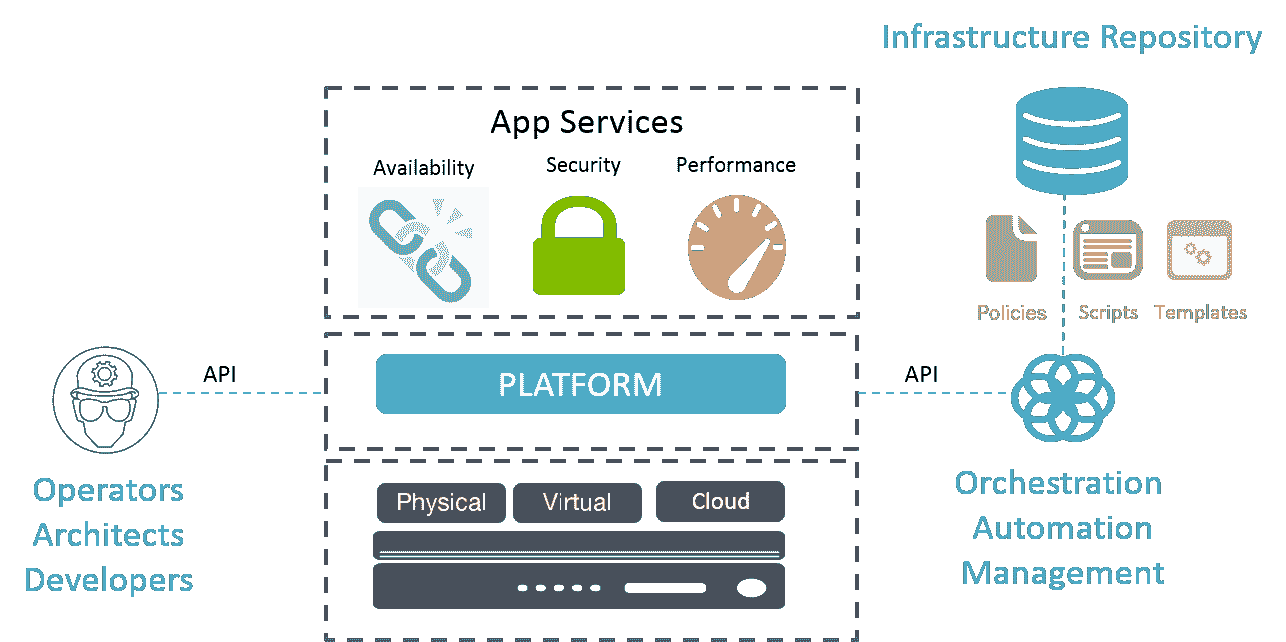 Infrastructure Repository
App Services
Availability Security Performance
Policies Scripts Templates
API
PLATFORM
API
Operators
Architects
Developers
Physical Virtual Cloud
Orchestration
Automation
Management